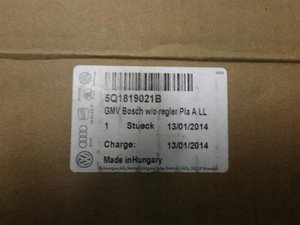 5Q1819021B
GMV Bosch w/o regler Pla A LL
1 Stueck 13/01/2014
Charge: 13/01/2014
Made in Hungary